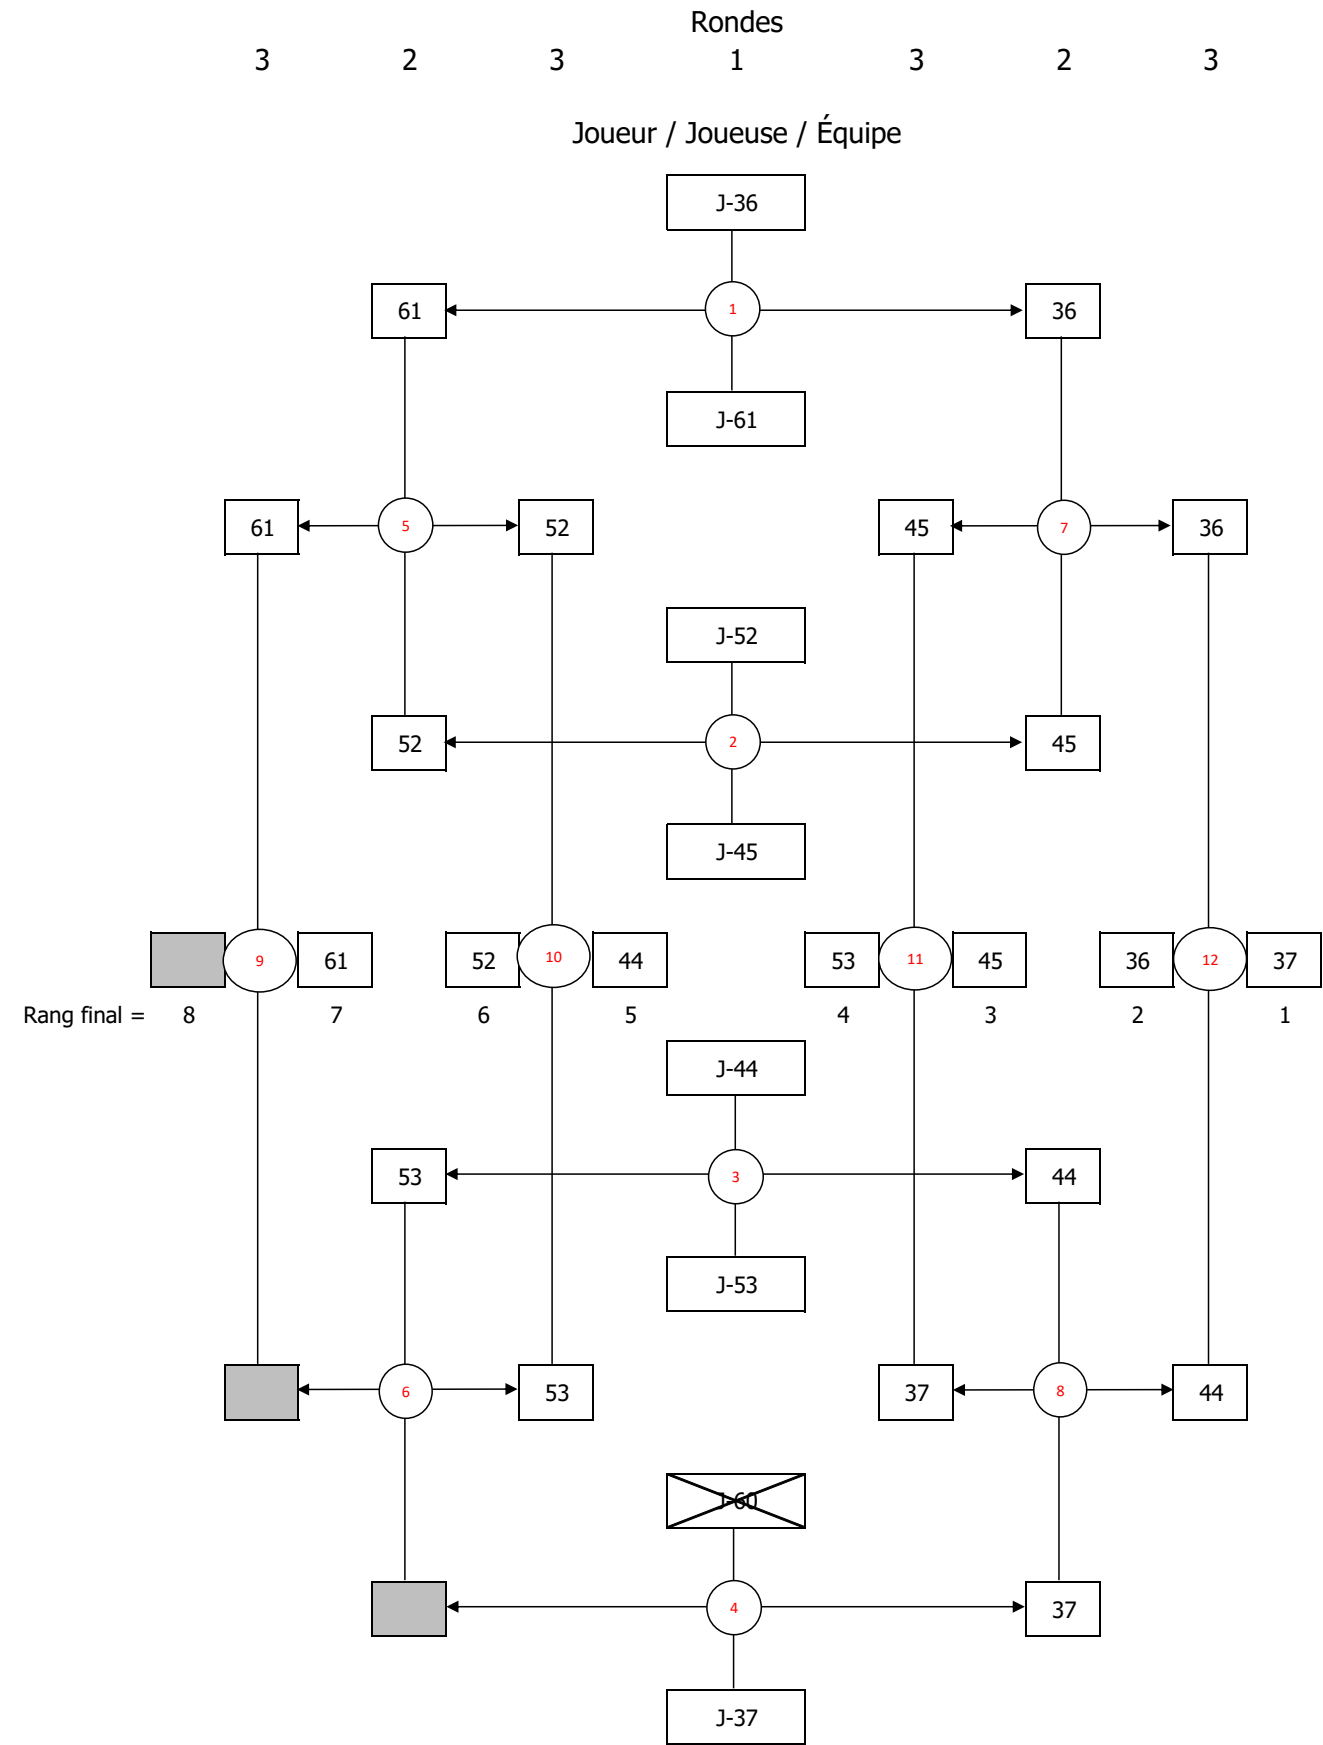 Rondes
3 2 3 1 3 2 3
Joueur / Joueuse / Équipe
J-36
61 1 36
J-61
61 5 52 45 7 36
J-52
52 2 45
J-45
9 61 52 10 44 53 11 45 36 12 37
Rang final = 8 7 6 5 4 3 2 1
J-44
53 3 44
J-53
6 53 37 8 44
J-60
4 37
J-37